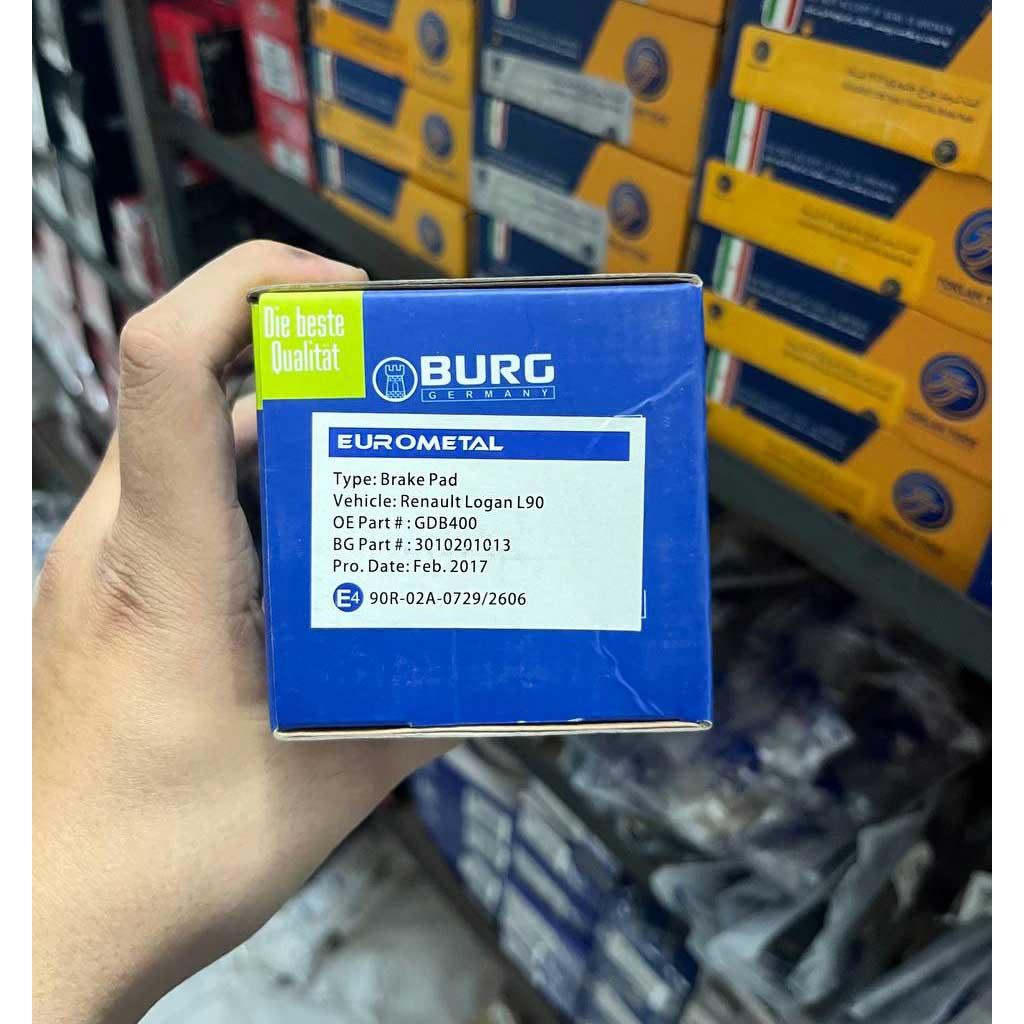 Die beste
Qualität
BURG
GERMANY
EUROMETAL
Type: Brake Pad
Vehicle: Renault Logan L90
OE Part # : GDB400
BG Part # : 3010201013
Pro. Date: Feb. 2017
E4 90R-02A-0729/2606